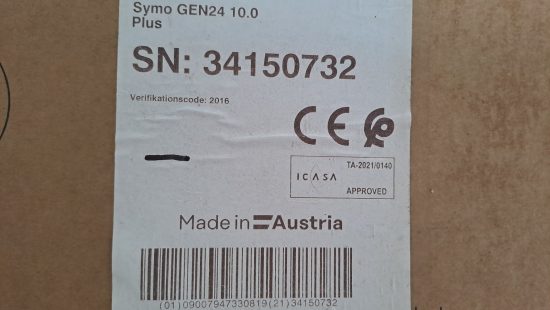 Symo GEN24 10.0
Plus
SN: 34150732
Verifikationscode: 2016
CE
ICASA
TA-2021/0140
APPROVED
Made in Austria
(01)09007947330819(21)34150732